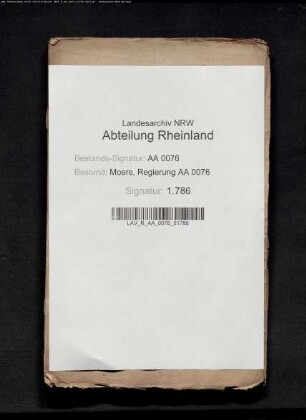 Landesarchiv NRW
Abteilung Rheinland
Bestands-Signatur: AA 0076
Bestand: Moers, Regierung AA 0076
Signatur: 1.786
LAV_R_AA_0076_01786